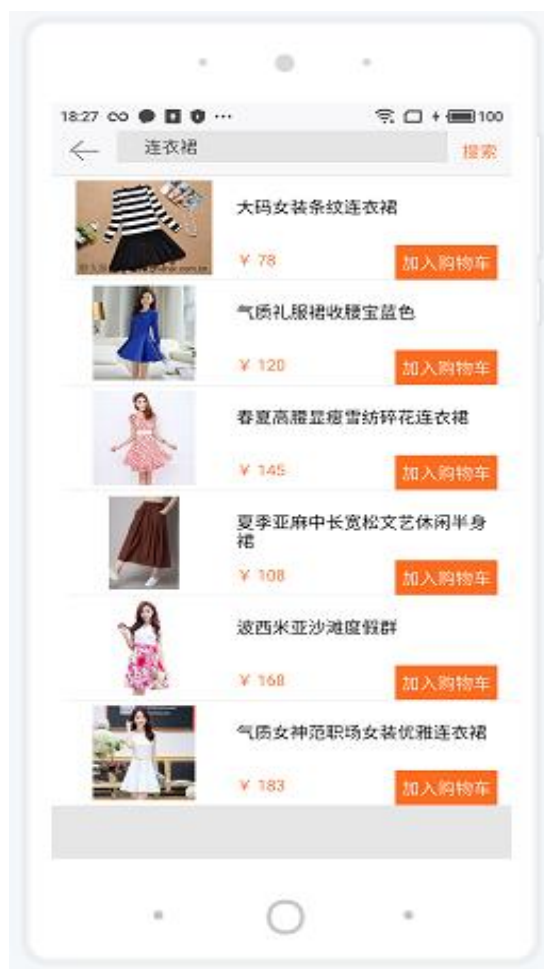 18:27 ··· 100
连衣裙
搜索
大码女装条纹连衣裙
¥ 78
加入购物车
气质礼服裙收腰宝蓝色
¥ 120
加入购物车
春夏高腰显瘦雪纺碎花连衣裙
¥ 145
加入购物车
夏季亚麻中长宽松文艺休闲半身
裙
¥ 108
加入购物车
波西米亚沙滩度假群
¥ 168
加入购物车
气质女神范职场女装优雅连衣裙
¥ 183
加入购物车